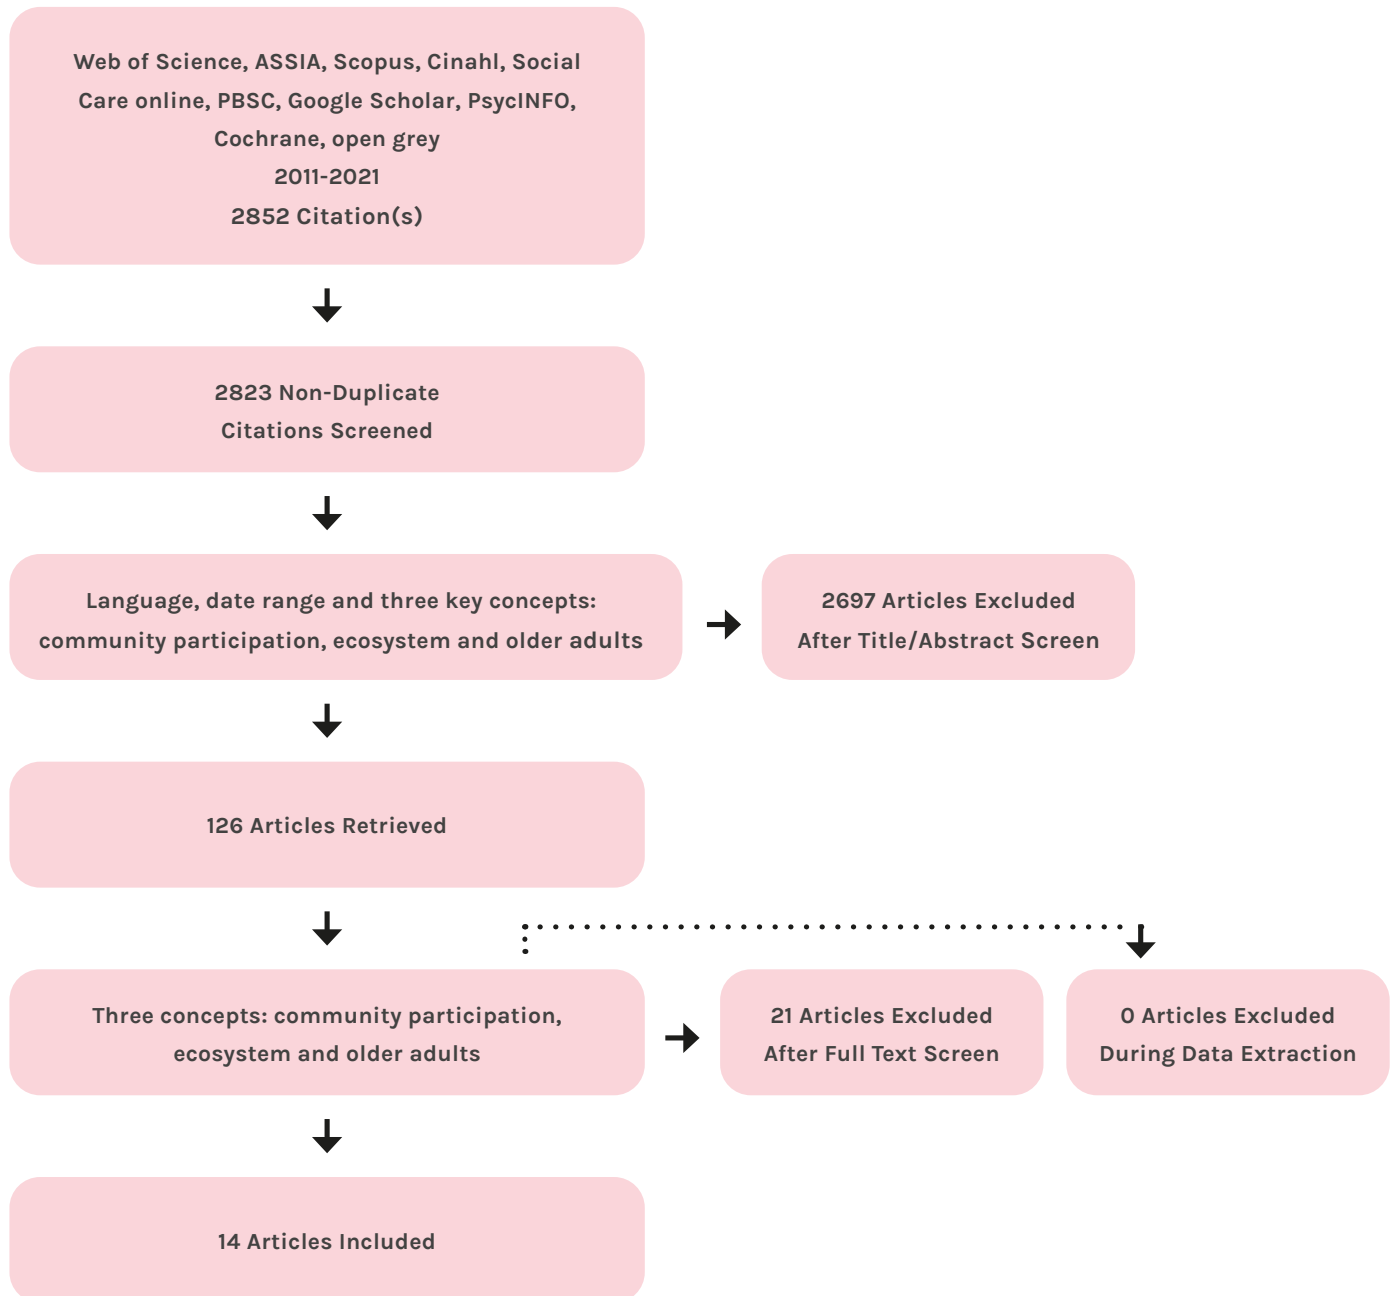 Web of Science, ASSIA, Scopus, Cinahl, Social
Care online, PBSC, Google Scholar, PsycINFO,
Cochrane, open grey
2011-2021
2852 Citation(s)
2823 Non-Duplicate
Citations Screened
Language, date range and three key concepts:
community participation, ecosystem and older adults
2697 Articles Excluded
After Title/Abstract Screen
126 Articles Retrieved
Three concepts: community participation,
ecosystem and older adults
21 Articles Excluded
After Full Text Screen
0 Articles Excluded
During Data Extraction
14 Articles Included